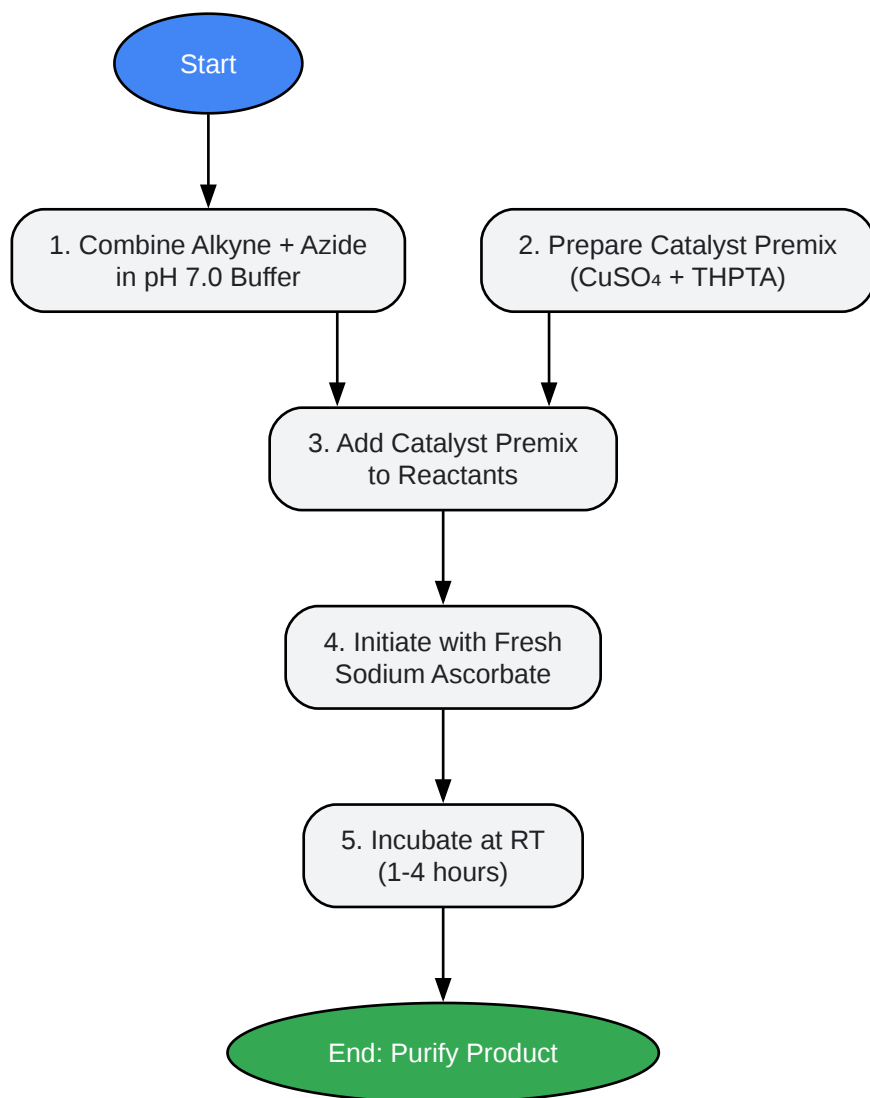 Start
1. Combine Alkyne + Azide
in pH 7.0 Buffer
2. Prepare Catalyst Premix
(CuSO₄ + THPTA)
3. Add Catalyst Premix
to Reactants
4. Initiate with Fresh
Sodium Ascorbate
5. Incubate at RT
(1-4 hours)
End: Purify Product